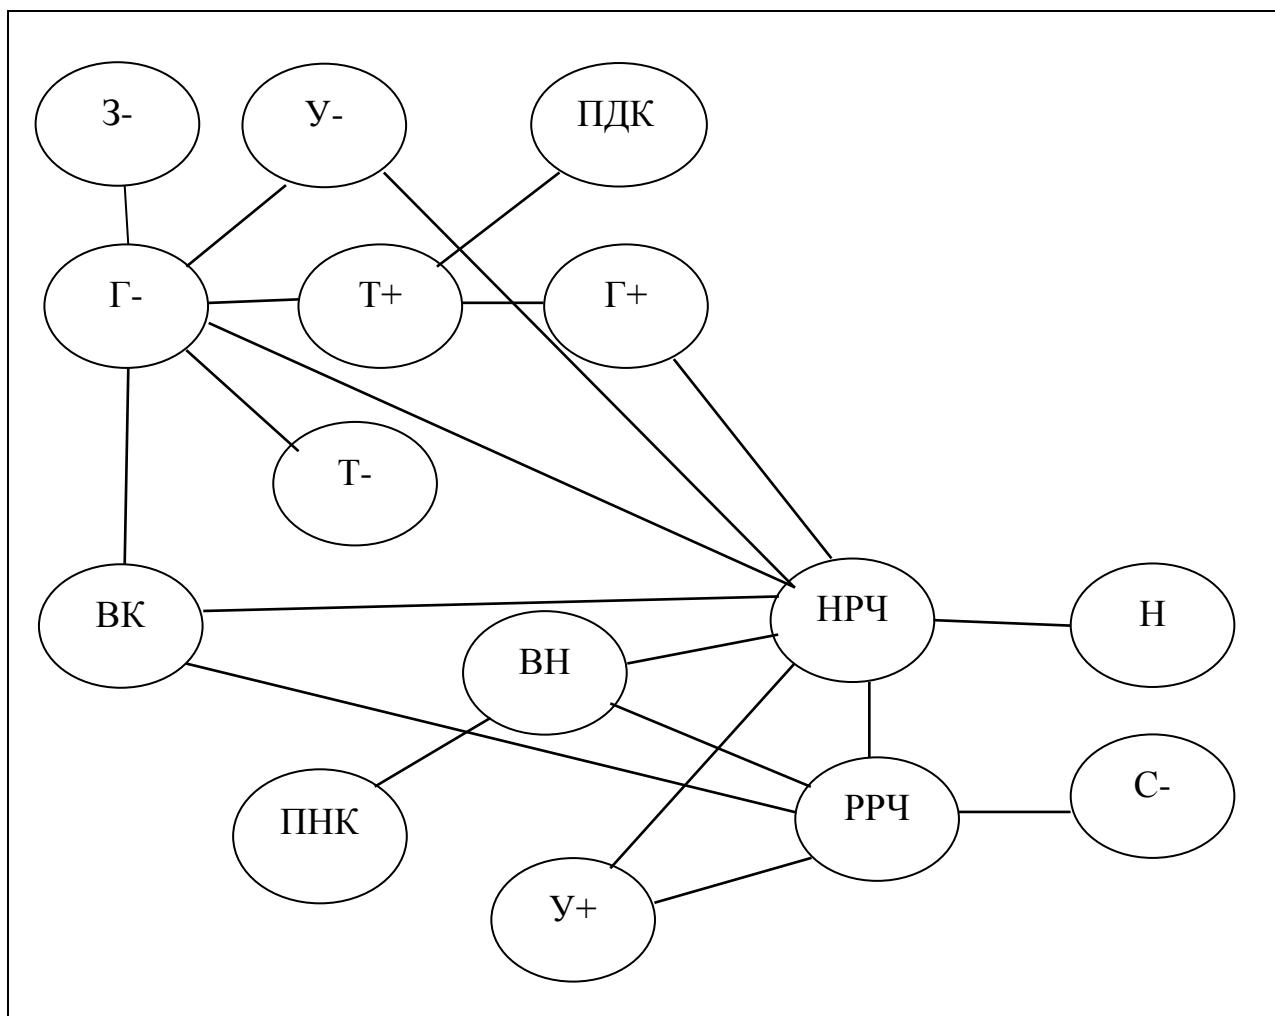 З-
У-
ПДК
Г-
Т+
Г+
Т-
ВК
НРЧ
Н
ВН
С-
ПНК
РРЧ
У+